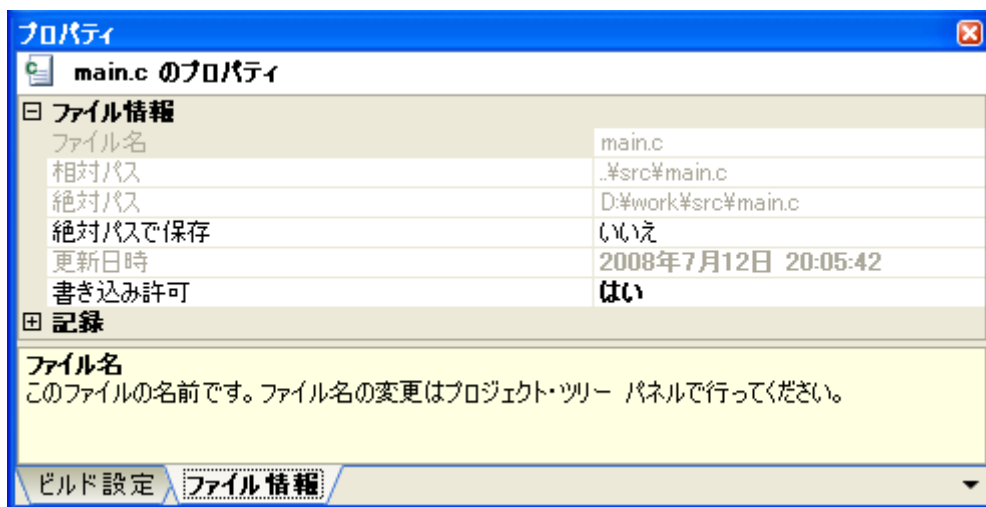 プロパティ
main.c のプロパティ
ファイル情報
ファイル名 main.c
相対パス ..¥src¥main.c
絶対パス D:¥work¥src¥main.c
絶対パスで保存 いいえ
更新日時 2008年7月12日 20:05:42
書き込み許可 はい
記録
ファイル名
このファイルの名前です。ファイル名の変更はプロジェクト・ツリー パネルで行ってください。
ビルド設定 ファイル情報